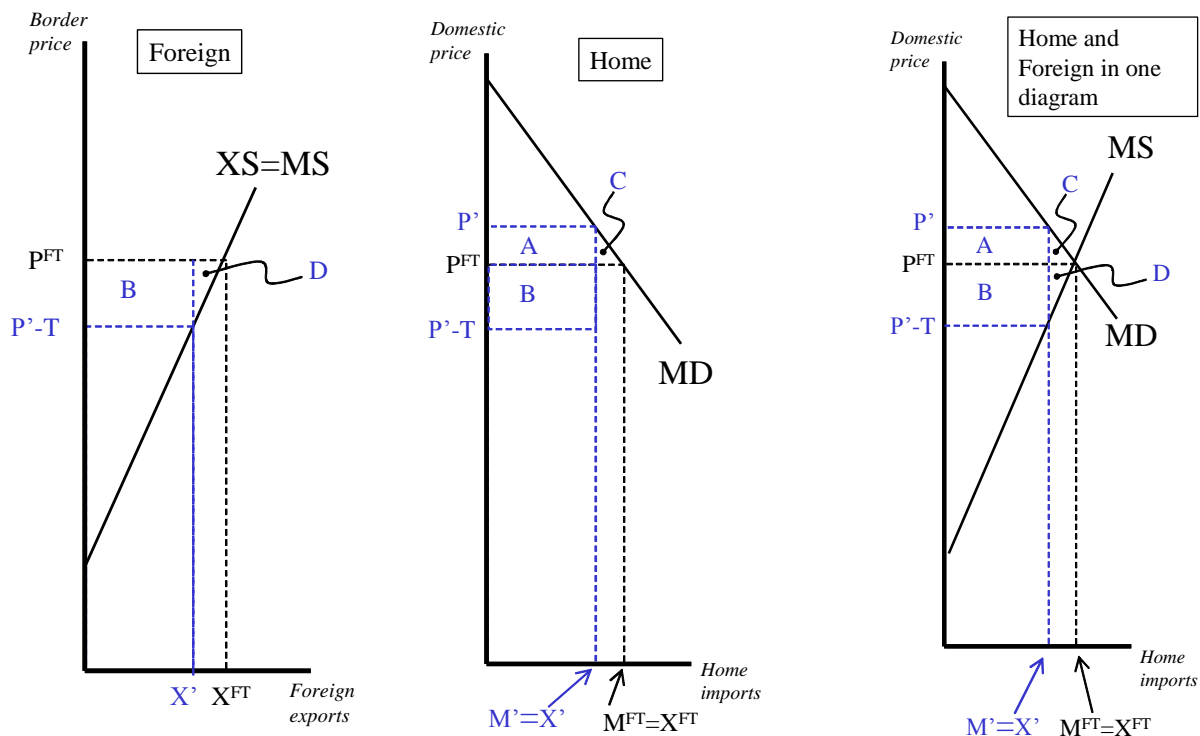 Border
price
Foreign
XS=MS
P^FT
D
B
P’-T
X’
X^FT
Foreign
exports
Domestic
price
Home
C
P’
A
P^FT
B
P’-T
MD
Home
imports
M’=X’
M^FT=X^FT
Domestic
price
Home and
Foreign in one
diagram
MS
C
P’
A
P^FT
D
B
P’-T
MD
Home
imports
M’=X’
M^FT=X^FT